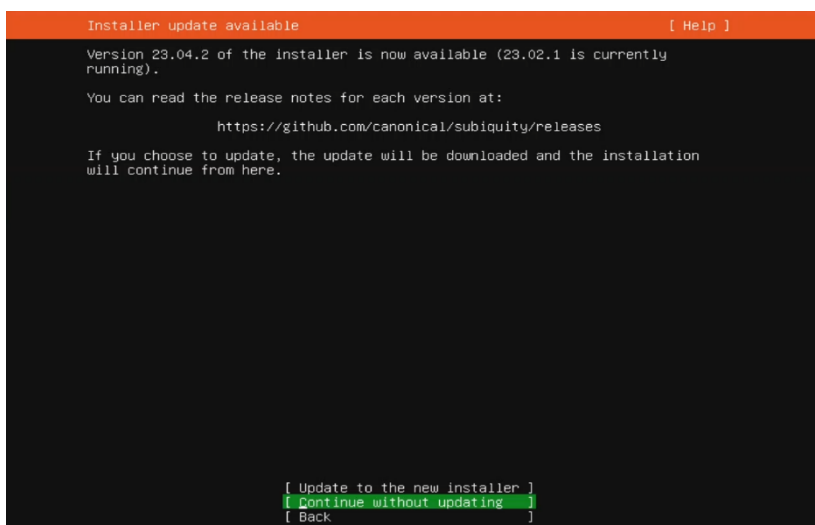 Installer update available [ Help ]
Version 23.04.2 of the installer is now available (23.02.1 is currently
running).
You can read the release notes for each version at:
https://github.com/canonical/subiquity/releases
If you choose to update, the update will be downloaded and the installation
will continue from here.
[ Update to the new installer ]
[ Continue without updating ]
[ Back ]